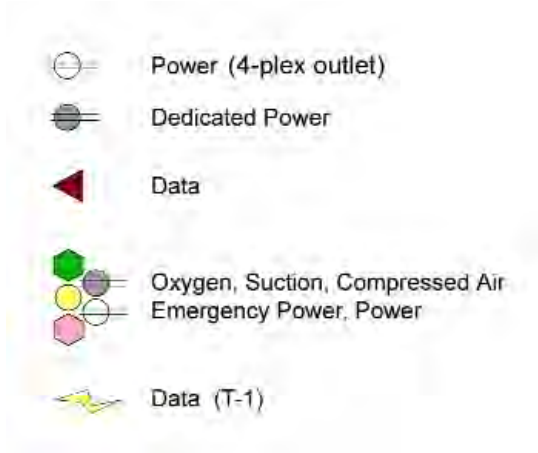 Power (4-plex outlet)
Dedicated Power
Data
Oxygen, Suction, Compressed Air
Emergency Power, Power
Data (T-1)